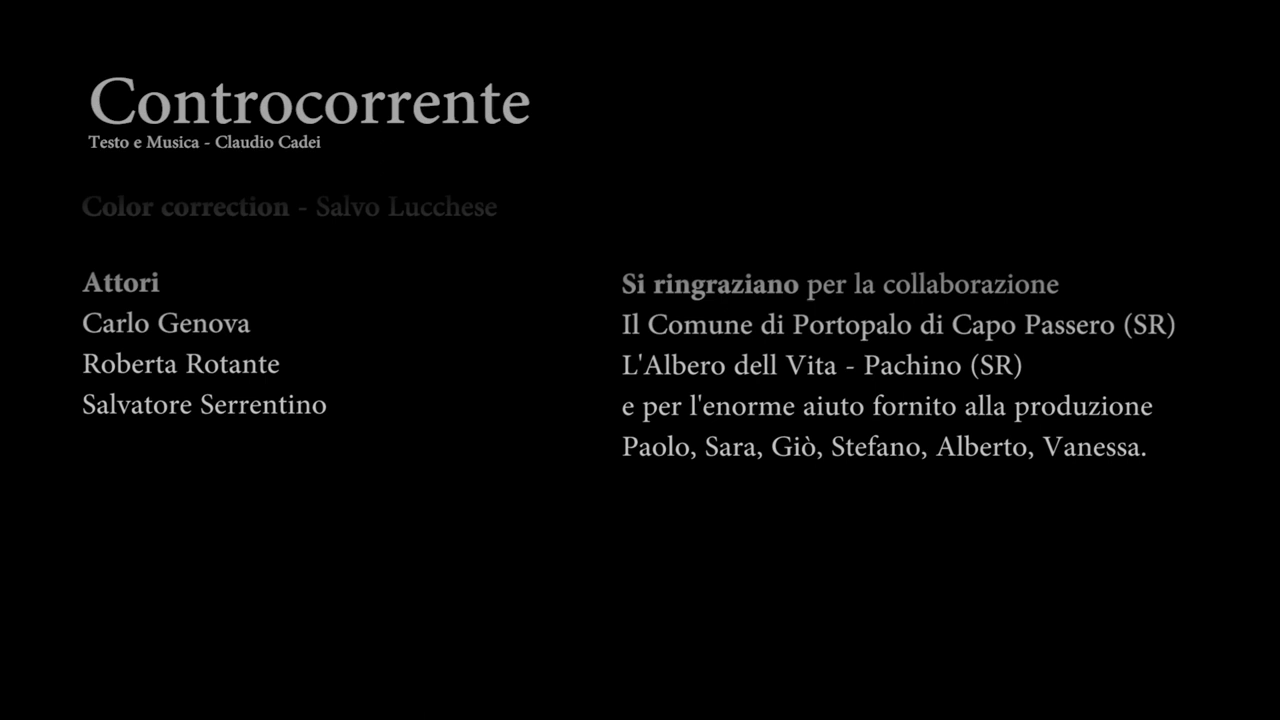 Controcorrente
Testo e Musica - Claudio Cadei
Color correction - Salvo Lucchese
Attori
Carlo Genova
Roberta Rotante
Salvatore Serrentino
Si ringraziano per la collaborazione
Il Comune di Portopalo di Capo Passero (SR)
L'Albero dell Vita - Pachino (SR)
e per l'enorme aiuto fornito alla produzione
Paolo, Sara, Giò, Stefano, Alberto, Vanessa.